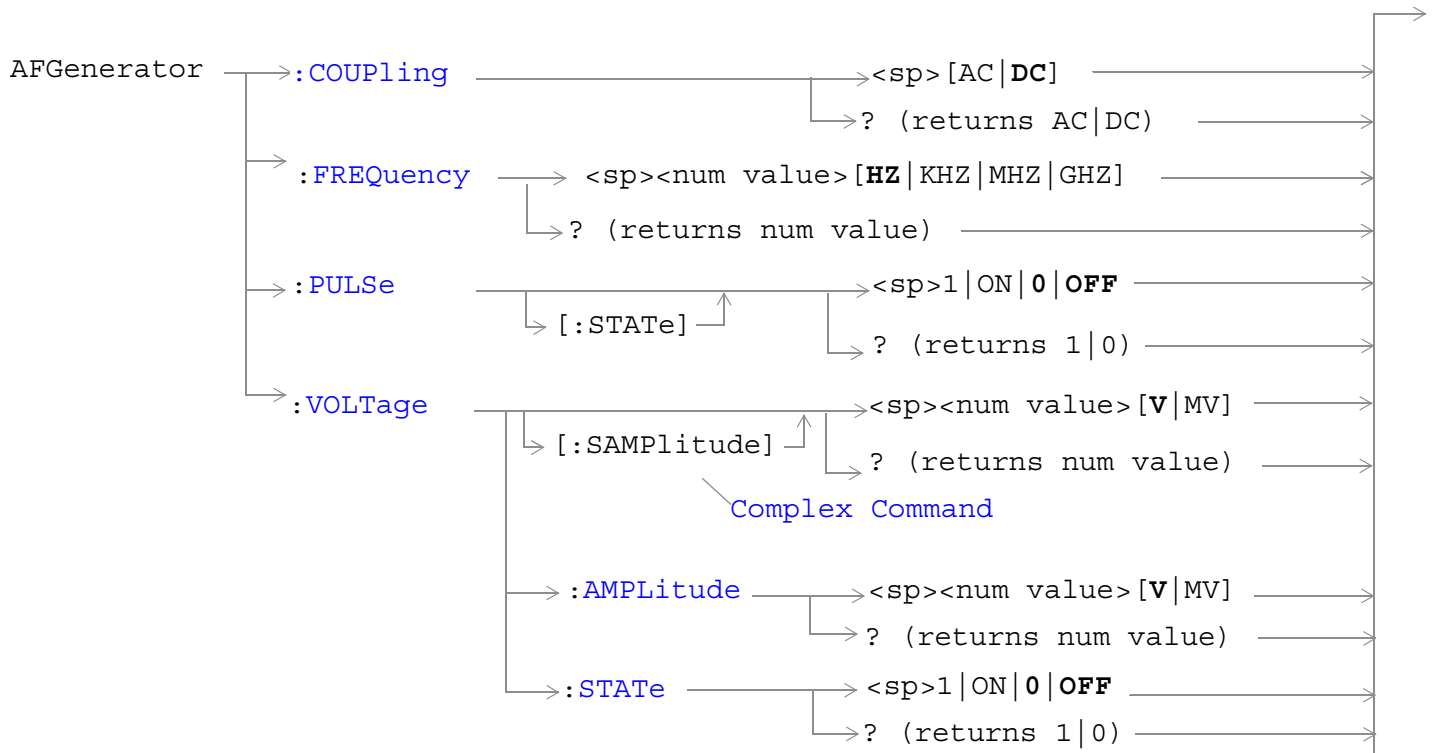 AFGenerator :COUPling <sp>[AC|DC]
? (returns AC|DC)
:FREQuency <sp><num value>[HZ|KHZ|MHZ|GHZ]
? (returns num value)
:PULSe <sp>1|ON|0|OFF
[:STATe]
? (returns 1|0)
:VOLTage <sp><num value>[V|MV]
[:SAMPlitude]
? (returns num value)
Complex Command
:AMPLitude <sp><num value>[V|MV]
? (returns num value)
:STATe <sp>1|ON|0|OFF
? (returns 1|0)